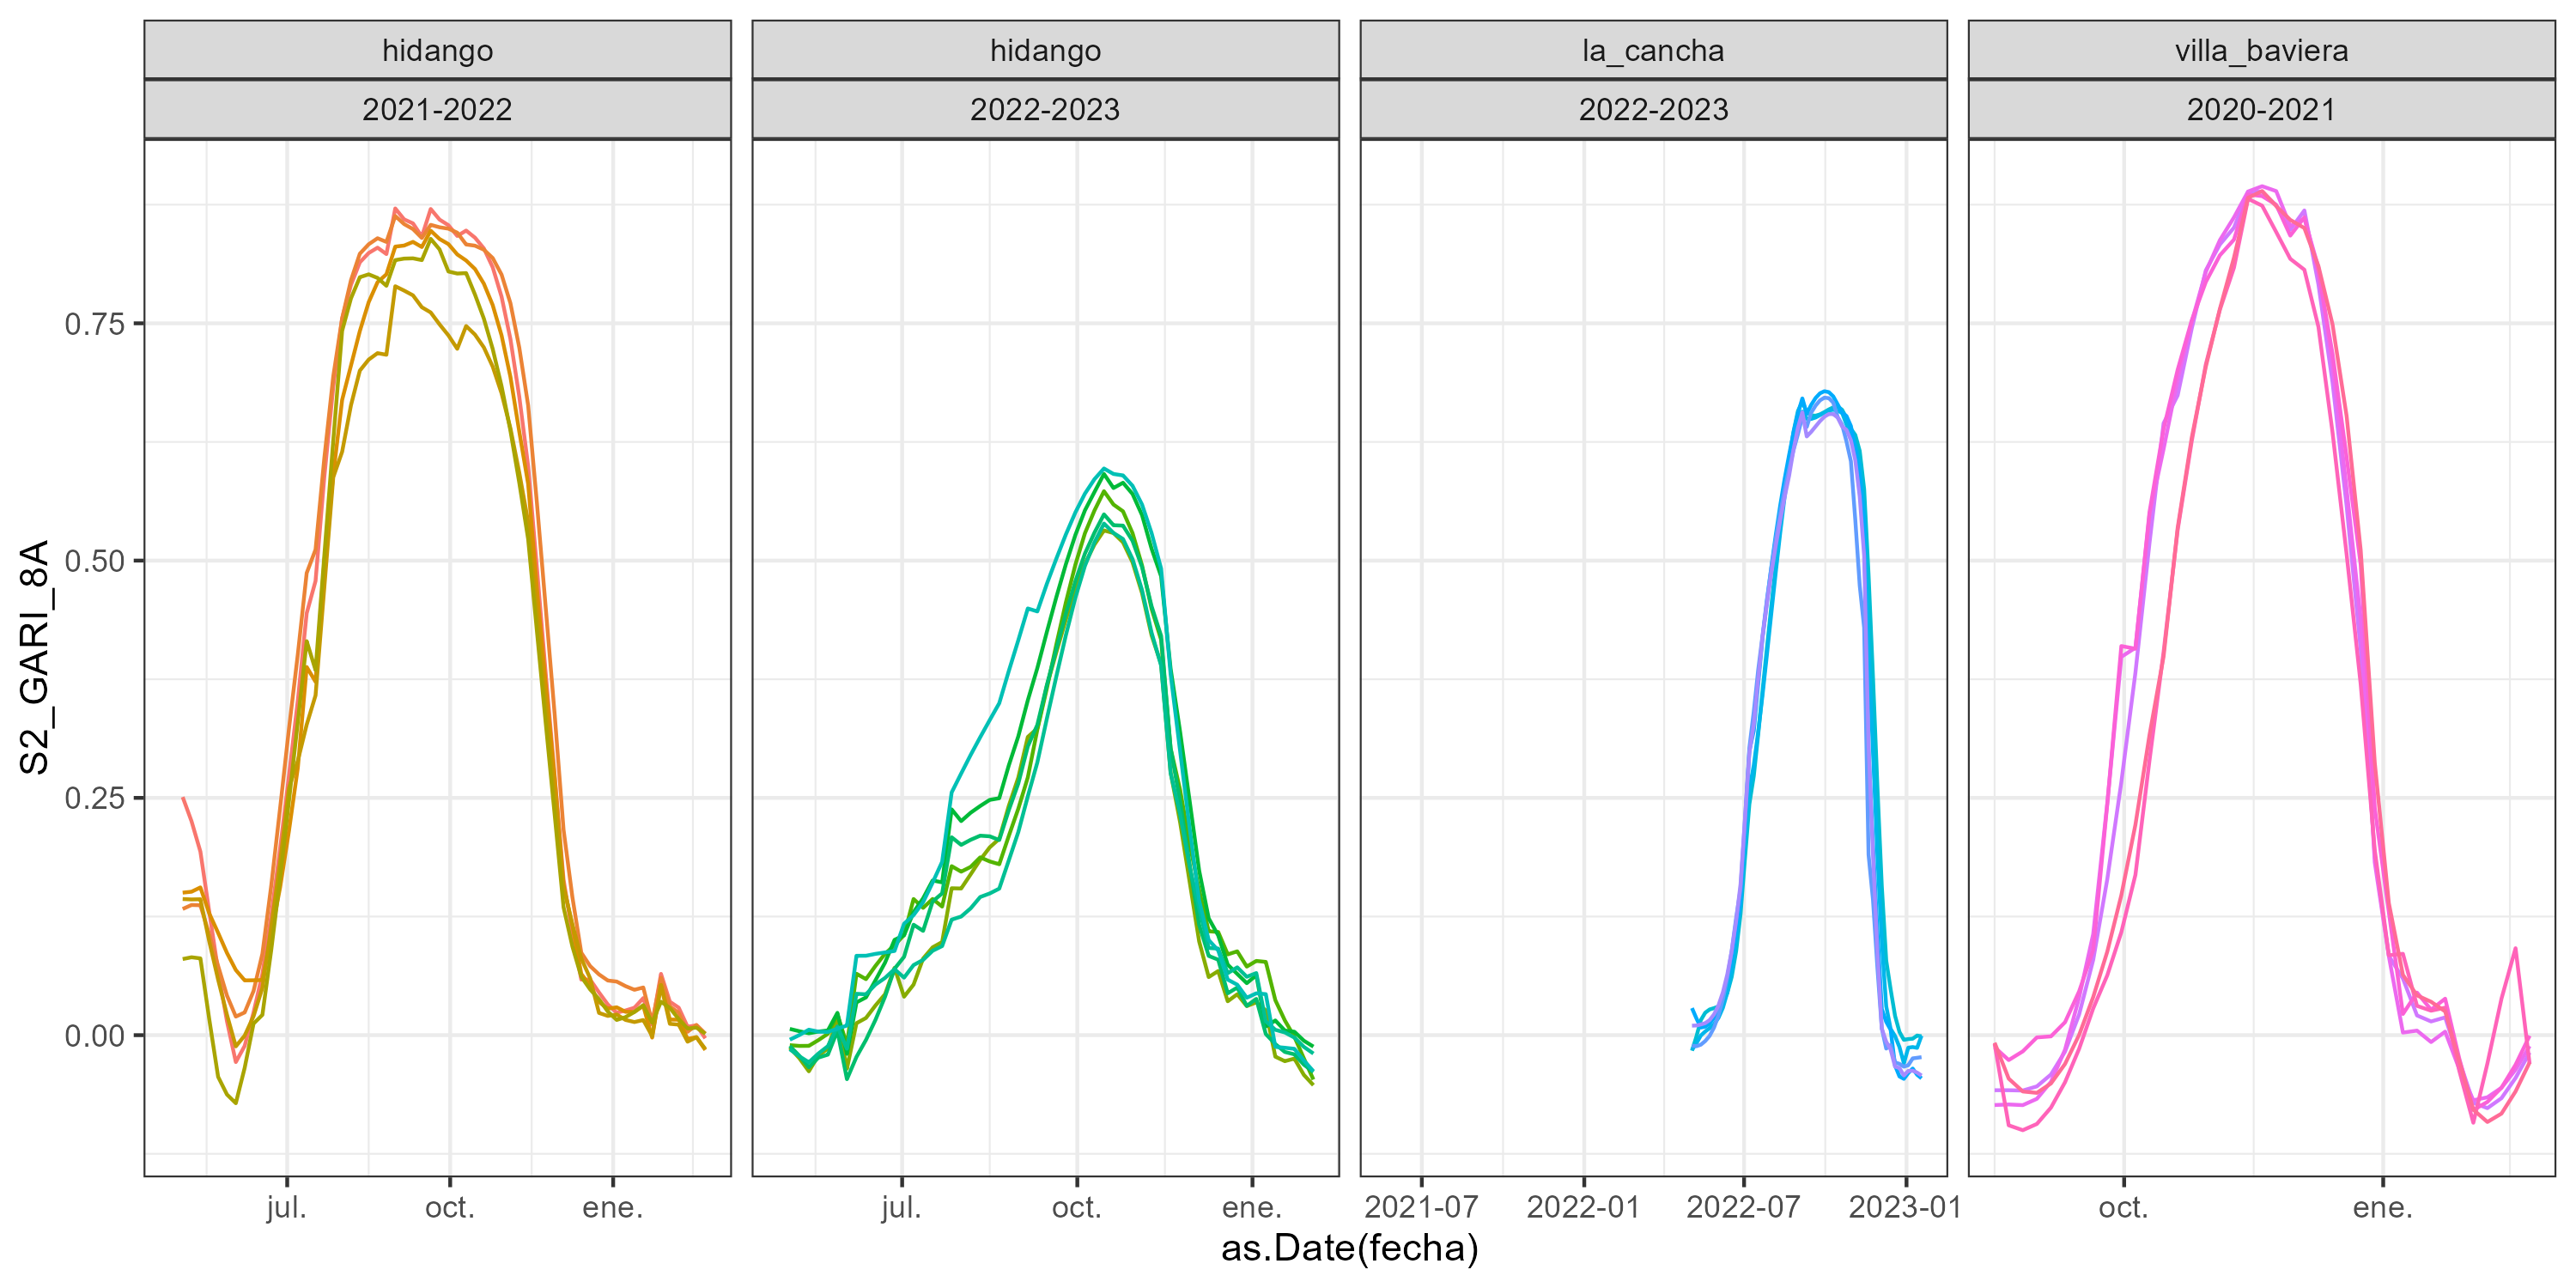 hidango hidango la_cancha villa_baviera
2021-2022 2022-2023 2022-2023 2020-2021
S2_GARI_8A
0.75
0.50
0.25
0.00
jul. oct. ene. jul. oct. ene. 2021-07 2022-01 2022-07 2023-01 oct. ene.
as.Date(fecha)